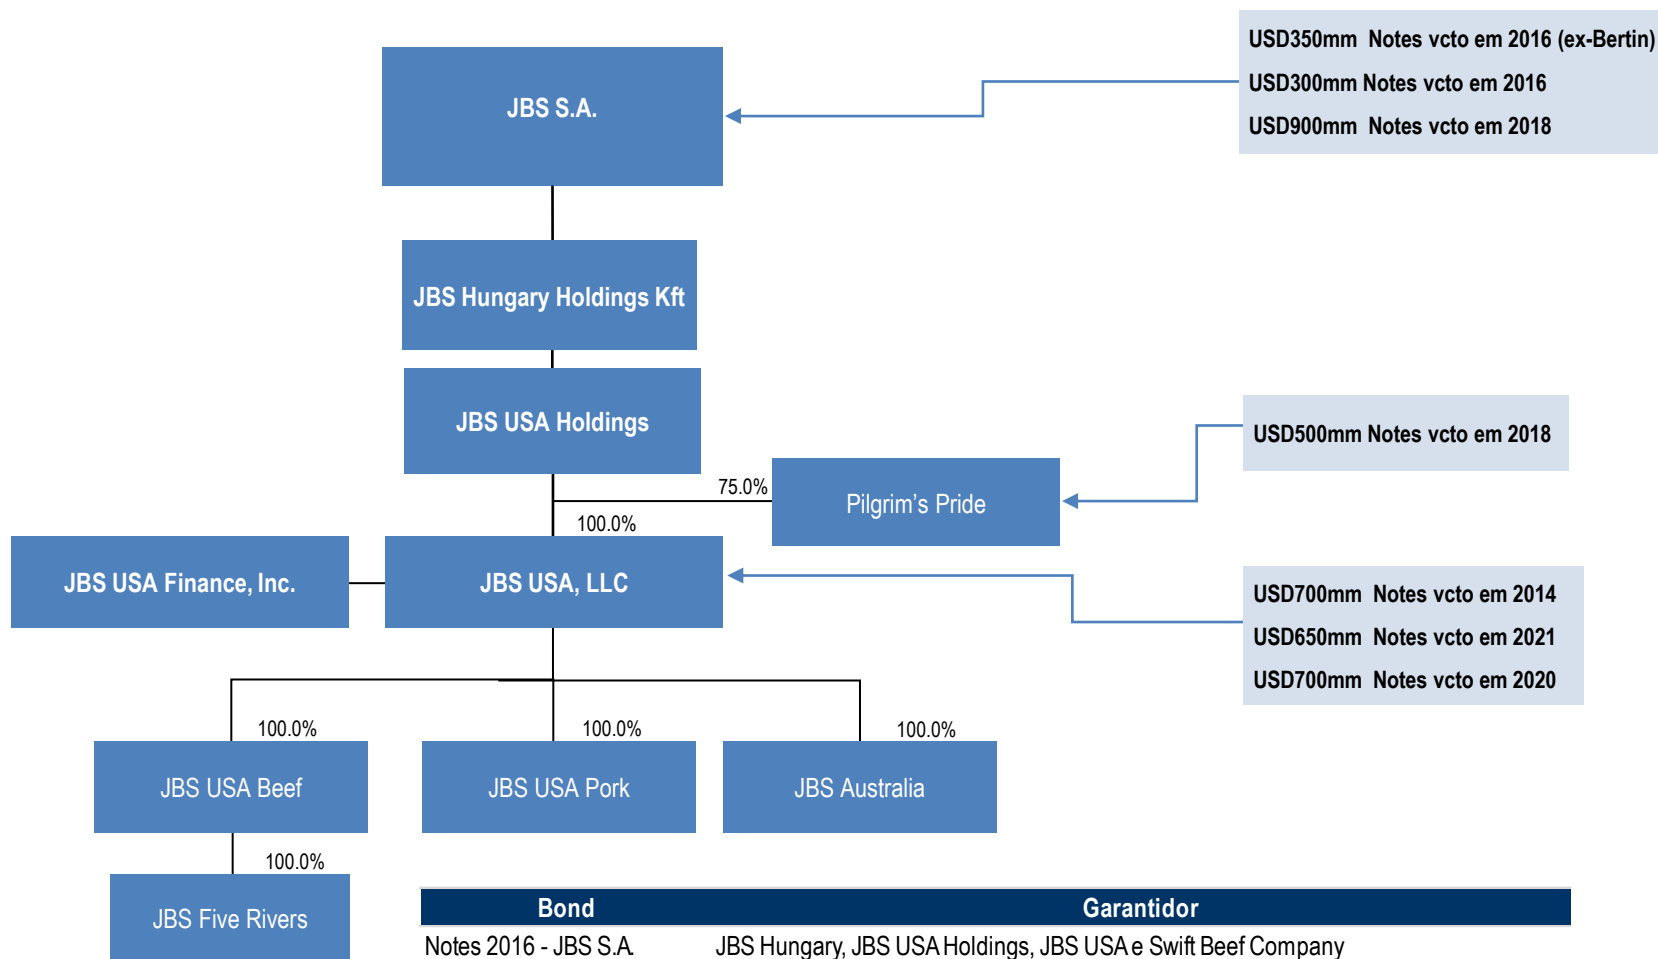 USD350mm Notes vcto em 2016 (ex-Bertin)
USD300mm Notes vcto em 2016
USD900mm Notes vcto em 2018
JBS S.A.
JBS Hungary Holdings Kft
JBS USA Holdings
USD500mm Notes vcto em 2018
75.0%
Pilgrim's Pride
100.0%
JBS USA Finance, Inc.
JBS USA, LLC
USD700mm Notes vcto em 2014
USD650mm Notes vcto em 2021
USD700mm Notes vcto em 2020
100.0%
100.0%
100.0%
JBS USA Beef
JBS USA Pork
JBS Australia
100.0%
JBS Five Rivers
Bond Garantidor
Notes 2016 - JBS S.A. JBS Hungary, JBS USA Holdings, JBS USA e Swift Beef Company